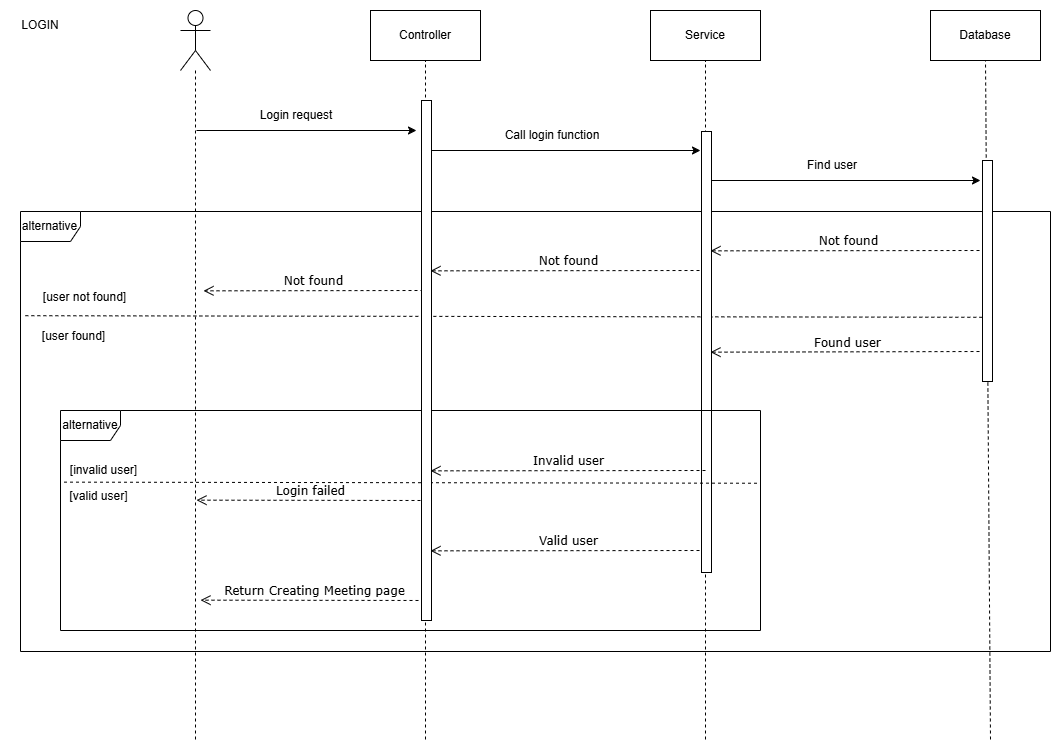 LOGIN
Controller
Service
Database
Login request
Call login function
Find user
alternative
Not found
Not found
Not found
[user not found]
[user found]
Found user
alternative
Invalid user
[invalid user]
Login failed
[valid user]
Valid user
Return Creating Meeting page